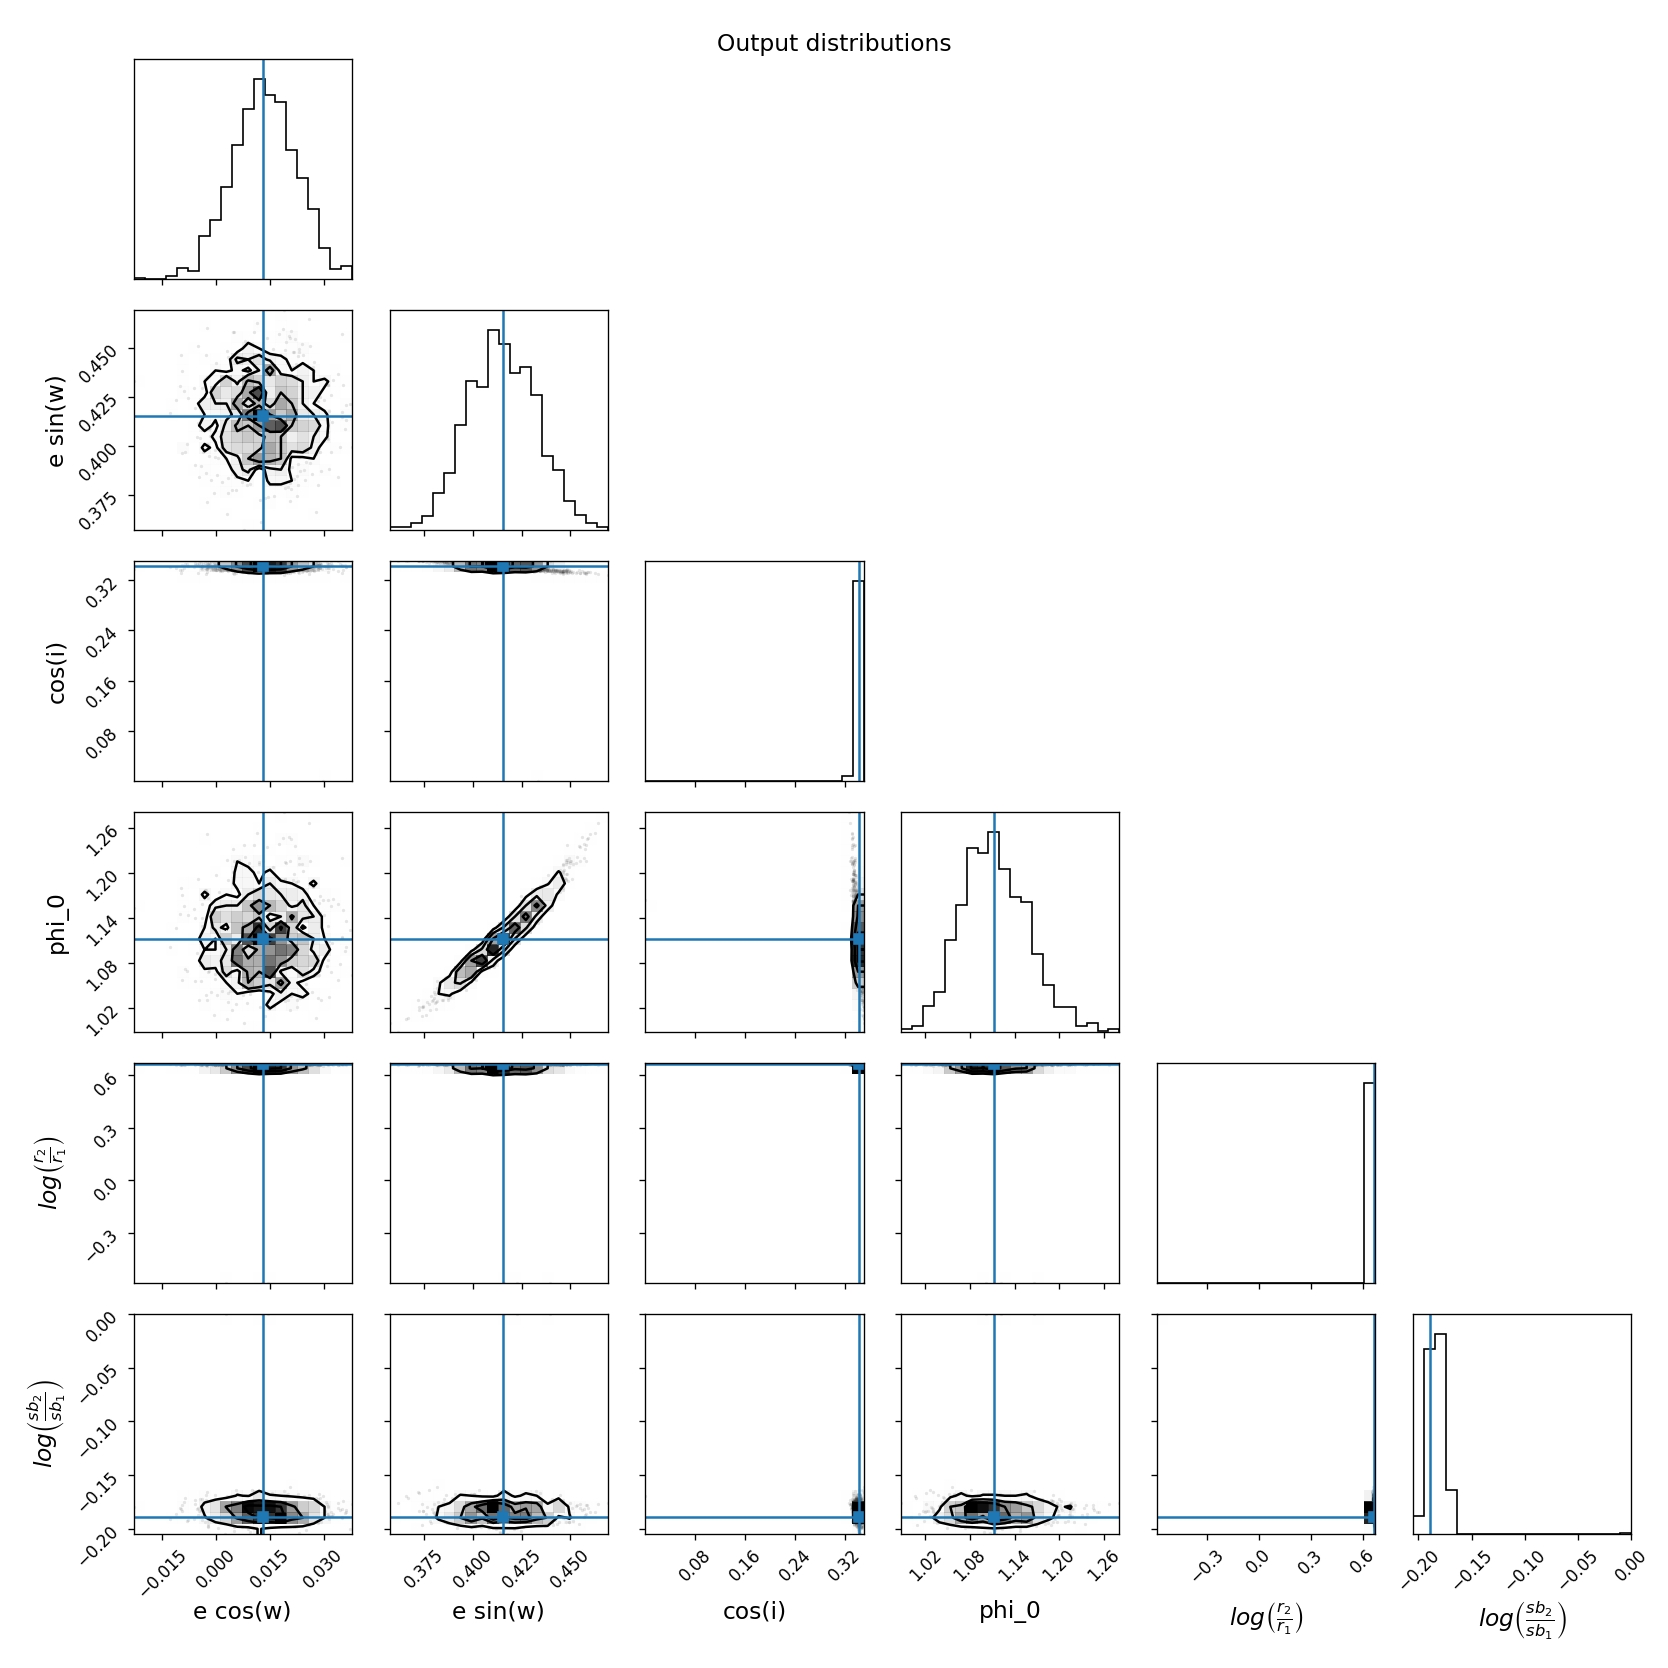 Output distributions
e sin(w)
0.450
0.425
0.400
0.375
cos(i)
0.32
0.24
0.16
0.08
phi_0
1.26
1.20
1.14
1.08
1.02
log(r₂/r₁)
0.6
0.3
0.0
−0.3
log(sb₂/sb₁)
0.00
−0.05
−0.10
−0.15
−0.20
−0.015 0.000 0.015 0.030
e cos(w)
0.375 0.400 0.425 0.450
e sin(w)
0.08 0.16 0.24 0.32
cos(i)
1.02 1.08 1.14 1.20 1.26
phi_0
−0.3 0.0 0.3 0.6
log(r₂/r₁)
−0.20 −0.15 −0.10 −0.05 0.00
log(sb₂/sb₁)